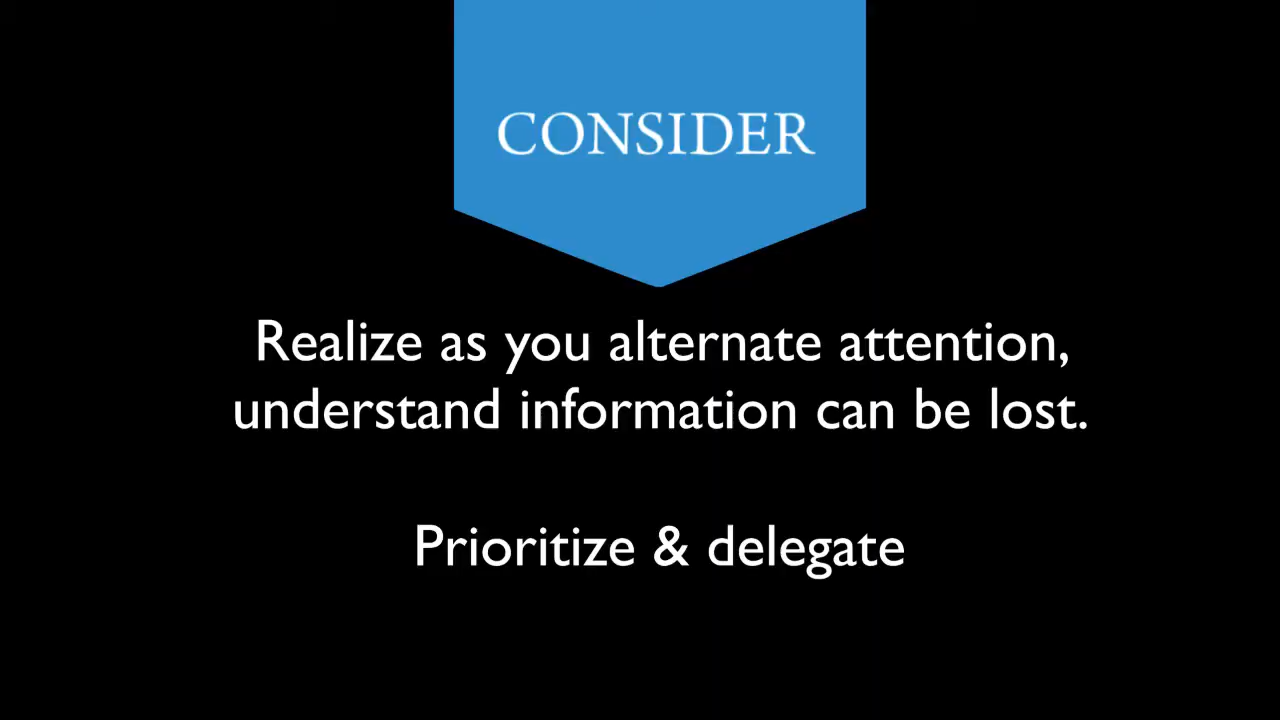 CONSIDER
Realize as you alternate attention,
understand information can be lost.
Prioritize & delegate